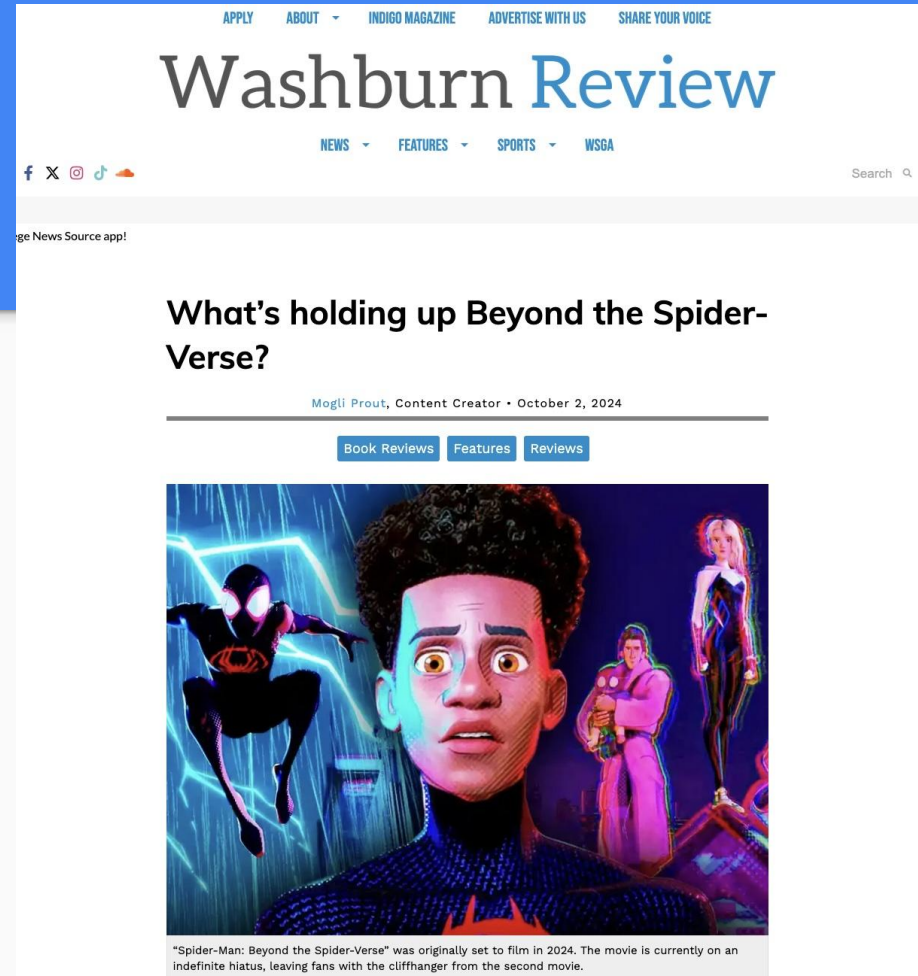 APPLY ABOUT INDIGO MAGAZINE ADVERTISE WITH US SHARE YOUR VOICE
Washburn Review
NEWS FEATURES SPORTS WSGA
Search
ege News Source app!
What's holding up Beyond the Spider-
Verse?
Mogli Prout, Content Creator • October 2, 2024
Book Reviews Features Reviews
"Spider-Man: Beyond the Spider-Verse" was originally set to film in 2024. The movie is currently on an
indefinite hiatus, leaving fans with the cliffhanger from the second movie.